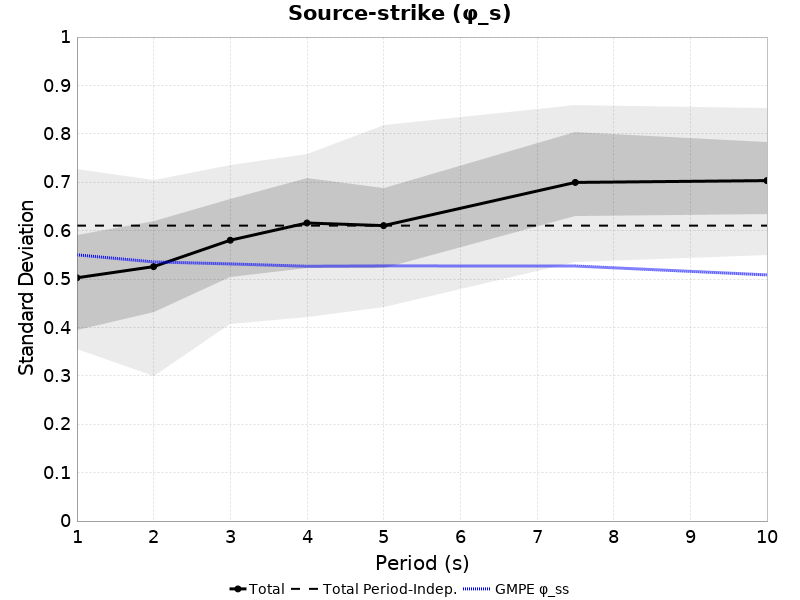 Source-strike (φ_s)
Standard Deviation
1
0.9
0.8
0.7
0.6
0.5
0.4
0.3
0.2
0.1
0
1 2 3 4 5 6 7 8 9 10
Period (s)
Total Total Period-Indep. GMPE φ_ss